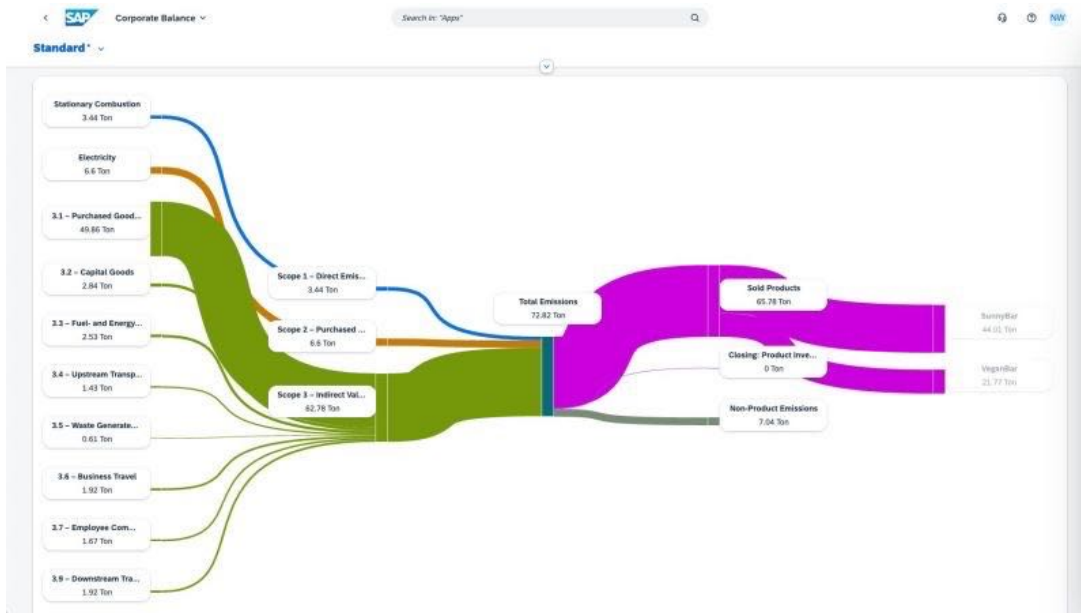 SAP
Corporate Balance
Search In: "Apps"
NW
Standard*
Stationary Combustion
3.44 Ton
Electricity
6.6 Ton
3.1 – Purchased Good...
49.86 Ton
3.2 – Capital Goods
2.84 Ton
3.3 – Fuel- and Energy...
2.53 Ton
3.4 – Upstream Transp...
1.43 Ton
3.5 – Waste Generate...
0.61 Ton
3.6 – Business Travel
1.92 Ton
3.7 – Employee Com...
1.67 Ton
3.9 – Downstream Tra...
1.92 Ton
Scope 1 – Direct Emis...
3.44 Ton
Scope 2 – Purchased ...
6.6 Ton
Scope 3 – Indirect Val...
62.78 Ton
Total Emissions
72.82 Ton
Sold Products
65.78 Ton
Closing: Product Inve...
0 Ton
Non-Product Emissions
7.04 Ton
SunnyBar
44.01 Ton
VeganBar
21.77 Ton